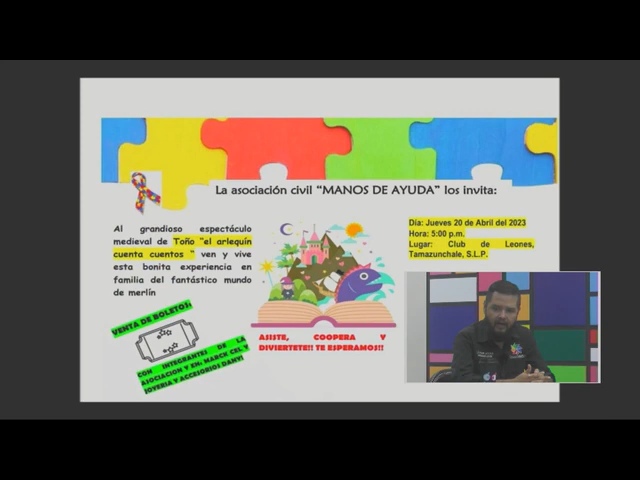 La asociación civil “MANOS DE AYUDA” los invita:
Al grandioso espectáculo
medieval de Toño “el arlequín
cuenta cuentos “ ven y vive
esta bonita experiencia en
familia del fantástico mundo
de merlín
Día: Jueves 20 de Abril del 2023
Hora: 5:00 p.m.
Lugar: Club de Leones,
Tamazunchale, S.L.P.
VENTA DE BOLETOS:
CON INTEGRANTES DE LA
ASOCIACION Y EN: MARCK CEL Y
JOYERIA Y ACCESORIOS DANYS
ASISTE, COOPERA Y
DIVIERTETE!! TE ESPERAMOS!!